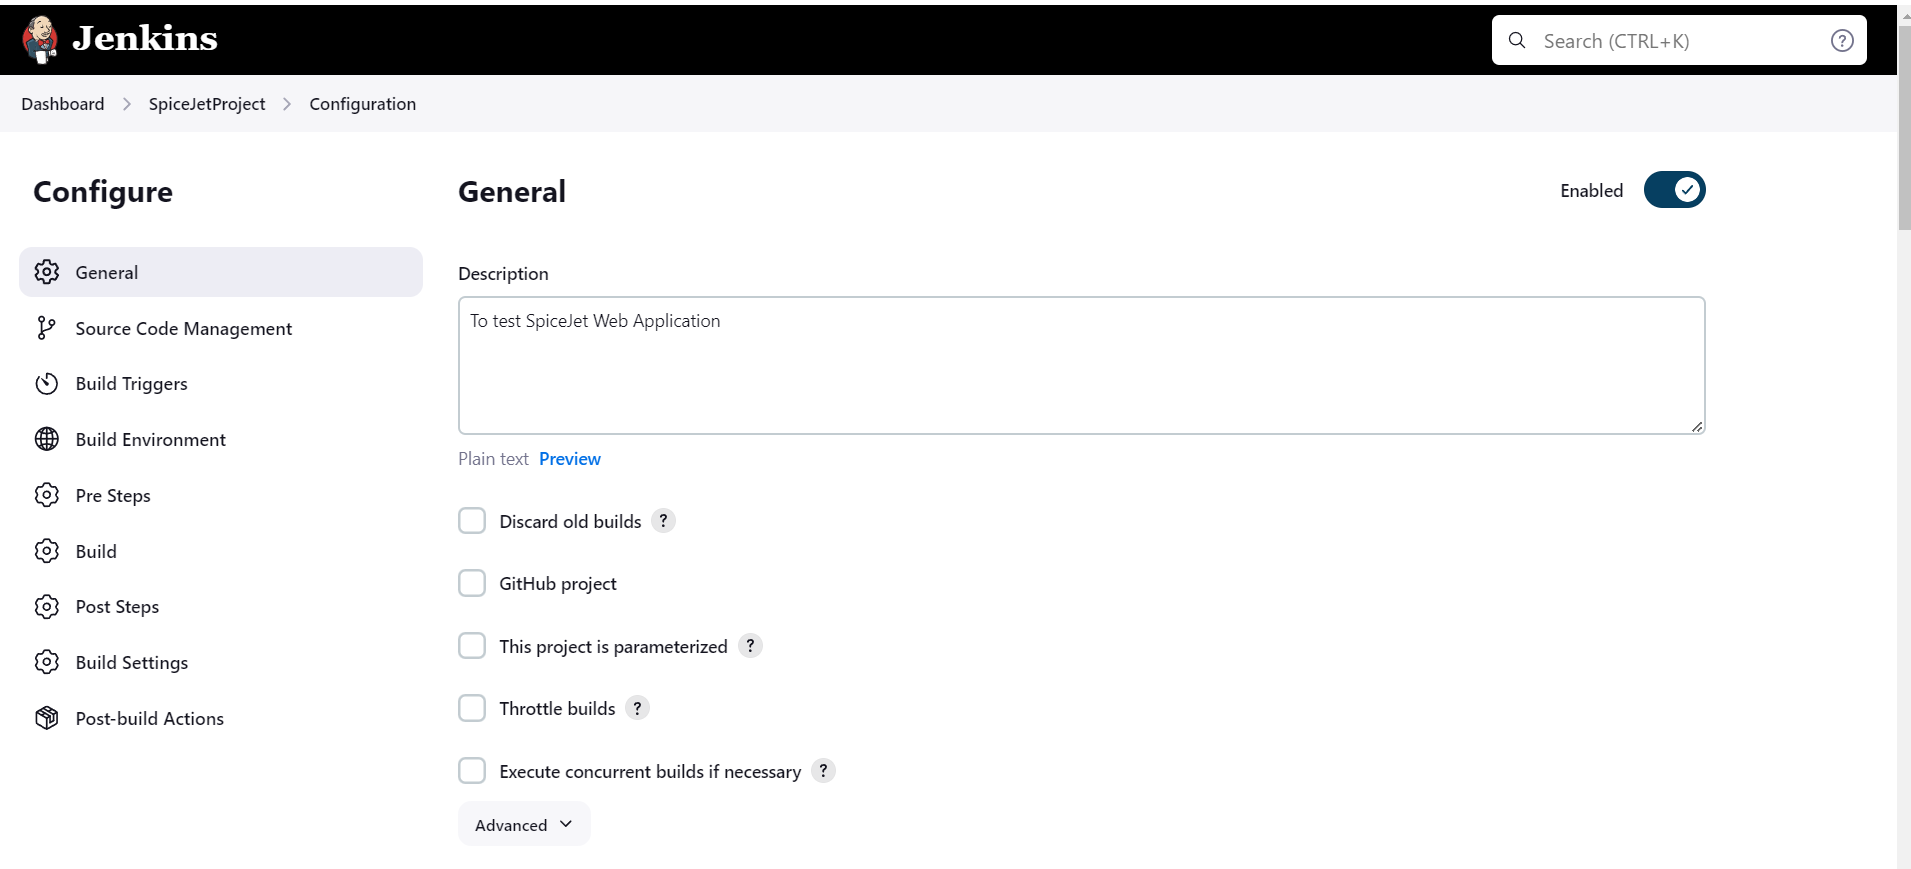 Jenkins
Search (CTRL+K)
?
Dashboard > SpiceJetProject > Configuration
Configure
General
Source Code Management
Build Triggers
Build Environment
Pre Steps
Build
Post Steps
Build Settings
Post-build Actions
General
Enabled
Description
To test SpiceJet Web Application
Plain text Preview
Discard old builds ?
GitHub project
This project is parameterized ?
Throttle builds ?
Execute concurrent builds if necessary ?
Advanced